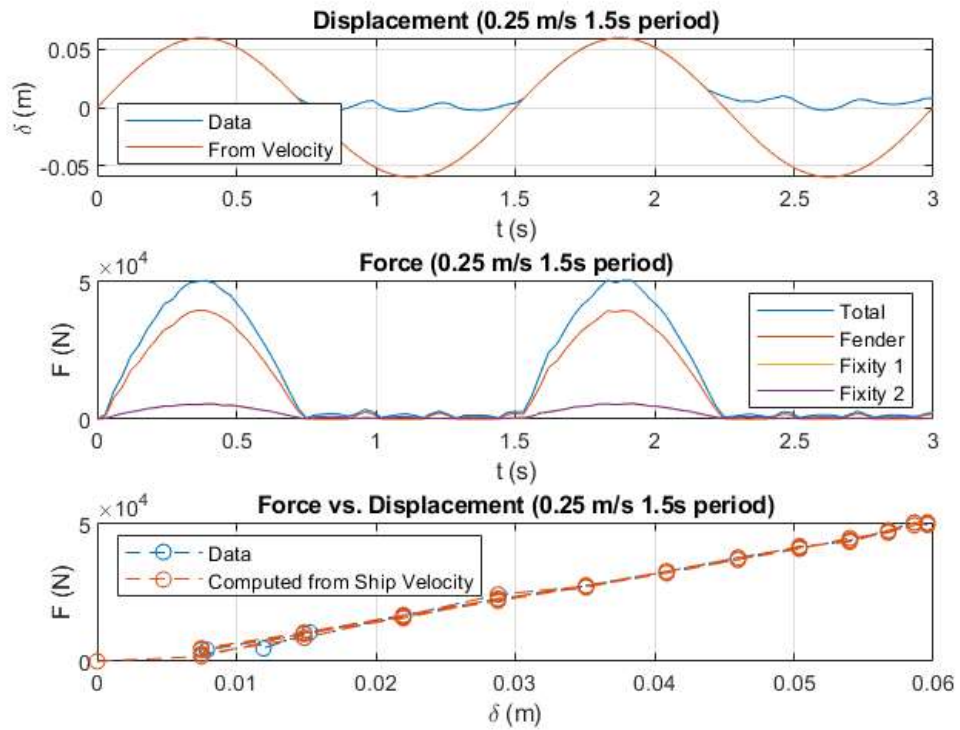 Displacement (0.25 m/s 1.5s period)
0.05
0
-0.05
δ (m)
Data
From Velocity
0 0.5 1 1.5 2 2.5 3
t (s)
×10⁴
Force (0.25 m/s 1.5s period)
5
0
F (N)
Total
Fender
Fixity 1
Fixity 2
0 0.5 1 1.5 2 2.5 3
t (s)
×10⁴
Force vs. Displacement (0.25 m/s 1.5s period)
5
0
F (N)
Data
Computed from Ship Velocity
0 0.01 0.02 0.03 0.04 0.05 0.06
δ (m)